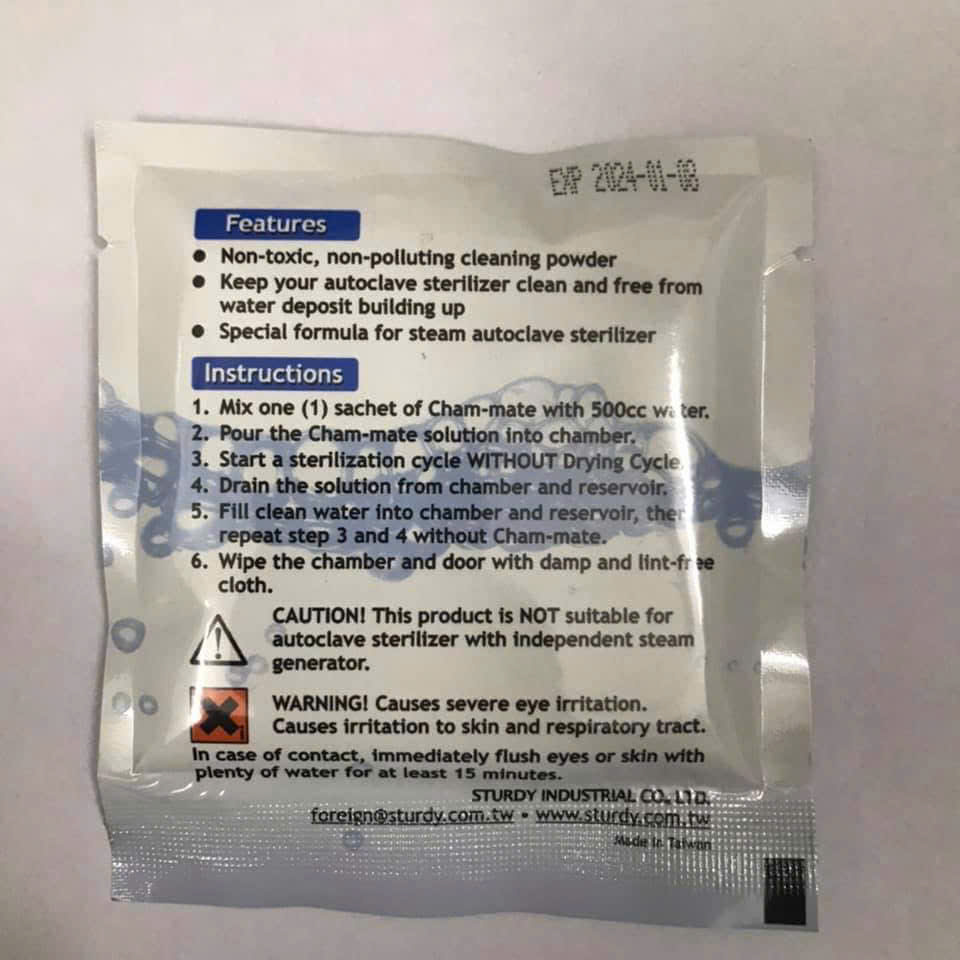 EXP 2024-01-08
Features
● Non-toxic, non-polluting cleaning powder
● Keep your autoclave sterilizer clean and free from
water deposit building up
● Special formula for steam autoclave sterilizer
Instructions
1. Mix one (1) sachet of Cham-mate with 500cc water.
2. Pour the Cham-mate solution into chamber.
3. Start a sterilization cycle WITHOUT Drying Cycle.
4. Drain the solution from chamber and reservoir.
5. Fill clean water into chamber and reservoir, then
repeat step 3 and 4 without Cham-mate.
6. Wipe the chamber and door with damp and lint-free
cloth.
CAUTION! This product is NOT suitable for
autoclave sterilizer with independent steam
generator.
WARNING! Causes severe eye irritation.
Causes irritation to skin and respiratory tract.
In case of contact, immediately flush eyes or skin with
plenty of water for at least 15 minutes.
STURDY INDUSTRIAL CO., LTD.
foreign@sturdy.com.tw • www.sturdy.com.tw
Made in Taiwan